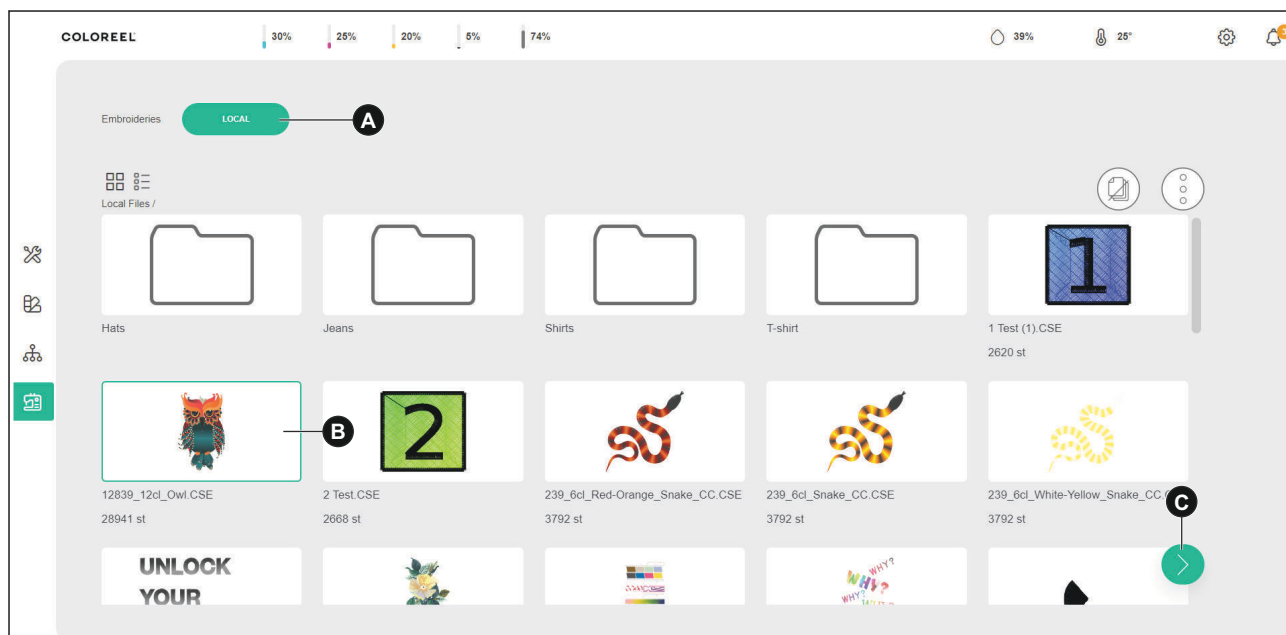 COLOREEL 30% 25% 20% 5% 74% 39% 25° 3
Embroideries LOCAL A
Local Files /
1
Hats Jeans Shirts T-shirt 1 Test (1).CSE
2620 st
2
B
12839_12cl_Owl.CSE 2 Test.CSE 239_6cl_Red-Orange_Snake_CC.CSE 239_6cl_Snake_CC.CSE 239_6cl_White-Yellow_Snake_CC.
C
28941 st 2668 st 3792 st 3792 st 3792 st
UNLOCK
YOUR
WHY?
WHY?
WHY?